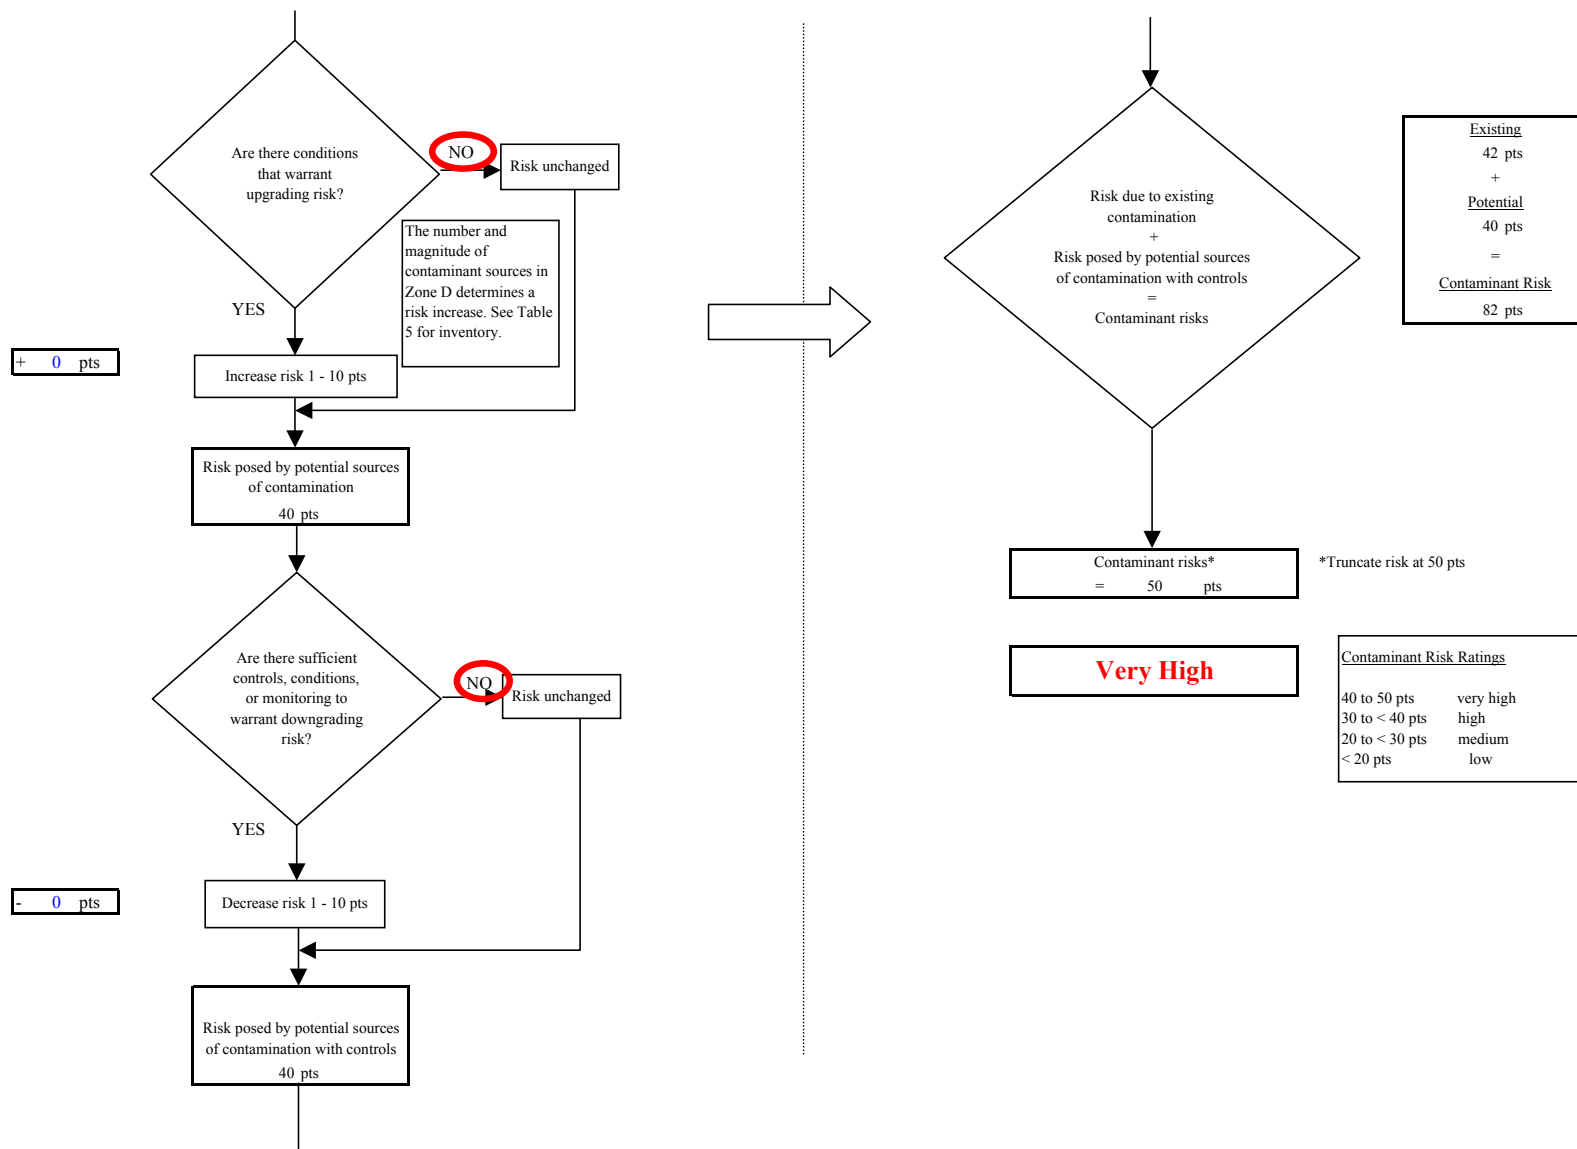 Are there conditions
that warrant
upgrading risk?
NO
Risk unchanged
The number and
magnitude of
contaminant sources in
Zone D determines a
risk increase. See Table
5 for inventory.
YES
+ 0 pts
Increase risk 1 - 10 pts
Risk posed by potential sources
of contamination
40 pts
Are there sufficient
controls, conditions,
or monitoring to
warrant downgrading
risk?
NO
Risk unchanged
YES
- 0 pts
Decrease risk 1 - 10 pts
Risk posed by potential sources
of contamination with controls
40 pts
Risk due to existing
contamination
+
Risk posed by potential sources
of contamination with controls
=
Contaminant risks
Existing
42 pts
+
Potential
40 pts
=
Contaminant Risk
82 pts
Contaminant risks*
= 50 pts
*Truncate risk at 50 pts
Very High
Contaminant Risk Ratings
40 to 50 pts very high
30 to < 40 pts high
20 to < 30 pts medium
< 20 pts low